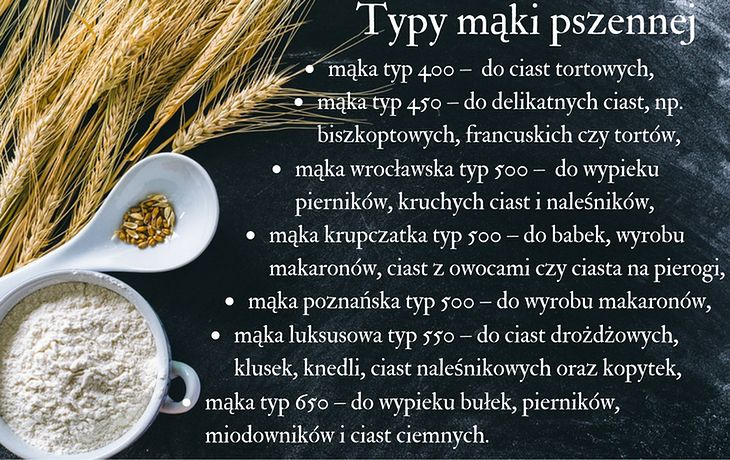 Typy mąki pszennej
• mąka typ 400 – do ciast tortowych,
• mąka typ 450 – do delikatnych ciast, np.
biszkoptowych, francuskich czy tortów,
• mąka wrocławska typ 500 – do wypieku
pierników, kruchych ciast i naleśników,
• mąka krupczatka typ 500 – do babek, wyrobu
makaronów, ciast z owocami czy ciasta na pierogi,
• mąka poznańska typ 500 – do wyrobu makaronów,
• mąka luksusowa typ 550 – do ciast drożdżowych,
klusek, knedli, ciast naleśnikowych oraz kopytek,
• mąka typ 650 – do wypieku bułek, pierników,
miodowników i ciast ciemnych.